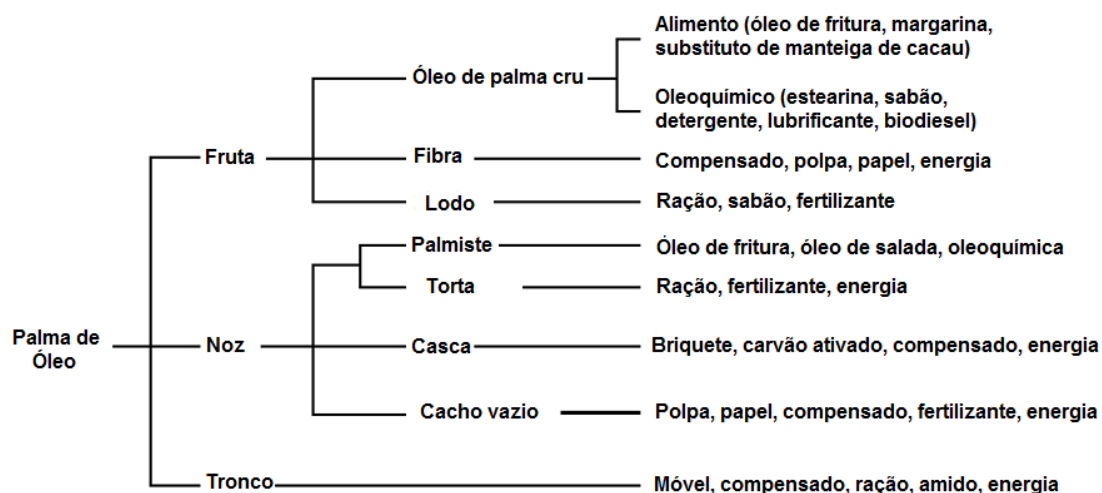 Alimento (óleo de fritura, margarina,
substituto de manteiga de cacau)
Óleo de palma cru
Oleoquímico (estearina, sabão,
detergente, lubrificante, biodiesel)
Fruta
Fibra
Compensado, polpa, papel, energia
Lodo
Ração, sabão, fertilizante
Palmiste
Óleo de fritura, óleo de salada, oleoquímica
Torta
Ração, fertilizante, energia
Palma de
Óleo
Noz
Casca
Briquete, carvão ativado, compensado, energia
Cacho vazio
Polpa, papel, compensado, fertilizante, energia
Tronco
Móvel, compensado, ração, amido, energia